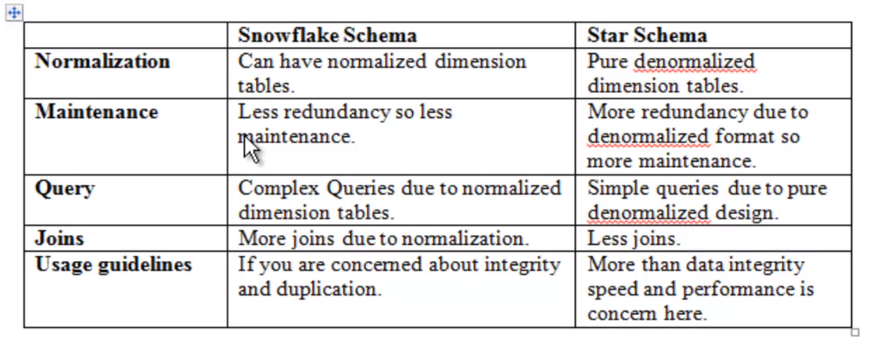 Snowflake Schema Star Schema
Normalization Can have normalized dimension Pure denormalized
tables. dimension tables.
Maintenance Less redundancy so less More redundancy due to
maintenance. denormalized format so
more maintenance.
Query Complex Queries due to normalized Simple queries due to pure
dimension tables. denormalized design.
Joins More joins due to normalization. Less joins.
Usage guidelines If you are concerned about integrity More than data integrity
and duplication. speed and performance is
concern here.